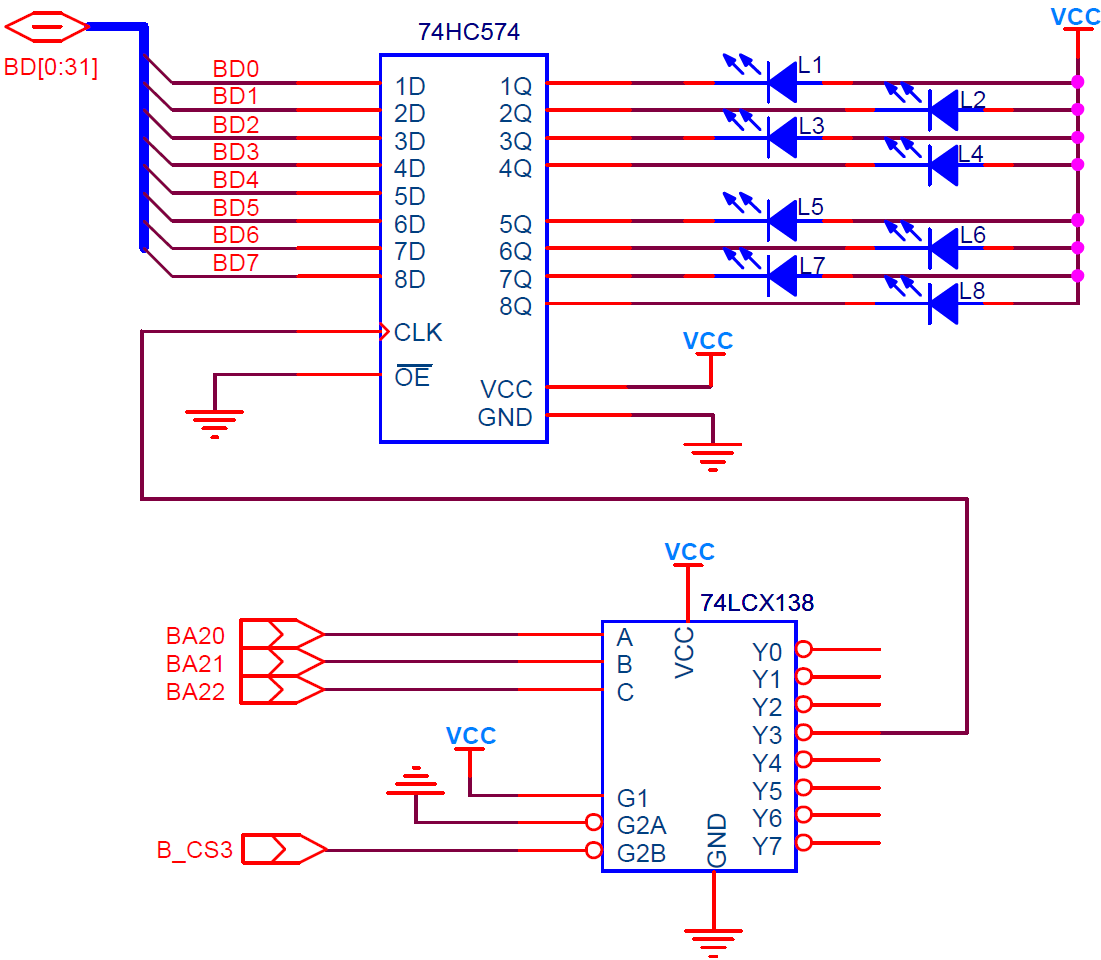 VCC
74HC574
BD[0:31]
BD0
BD1
BD2
BD3
BD4
BD5
BD6
BD7
1D
2D
3D
4D
5D
6D
7D
8D
CLK
OE
1Q
2Q
3Q
4Q
5Q
6Q
7Q
8Q
VCC
GND
L1
L2
L3
L4
L5
L6
L7
L8
VCC
VCC
74LCX138
BA20
BA21
BA22
A
B
C
VCC
Y0
Y1
Y2
Y3
Y4
Y5
Y6
Y7
VCC
G1
G2A
G2B
GND
B_CS3